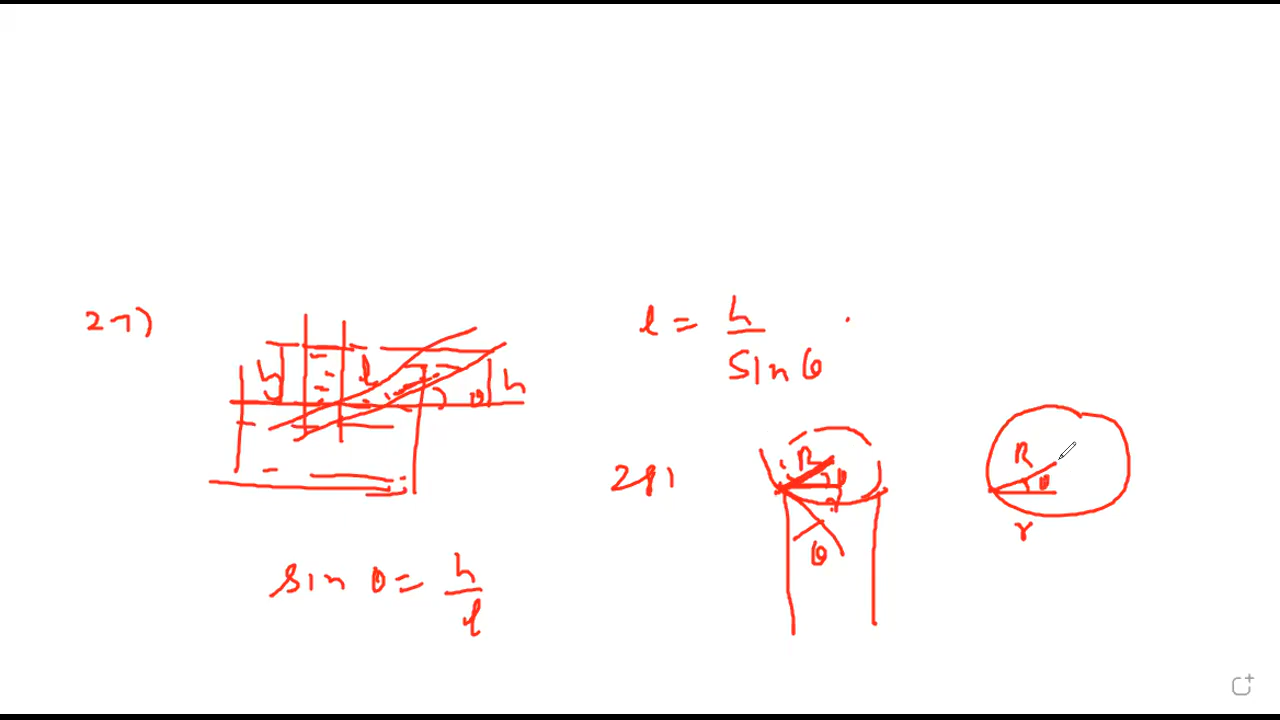 27)
h l θ h
l = h / sin θ
sin θ = h / l
28)
R θ
r
θ
R θ
r